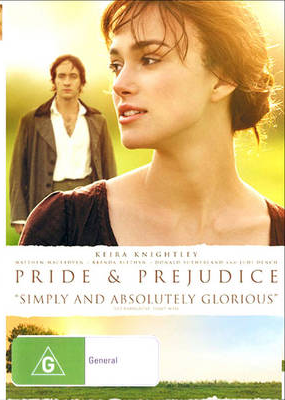 KEIRA KNIGHTLEY
MATTHEW MACFADYEN • BRENDA BLETHYN • DONALD SUTHERLAND AND JUDI DENCH
PRIDE & PREJUDICE
"SIMPLY AND ABSOLUTELY GLORIOUS"
G General